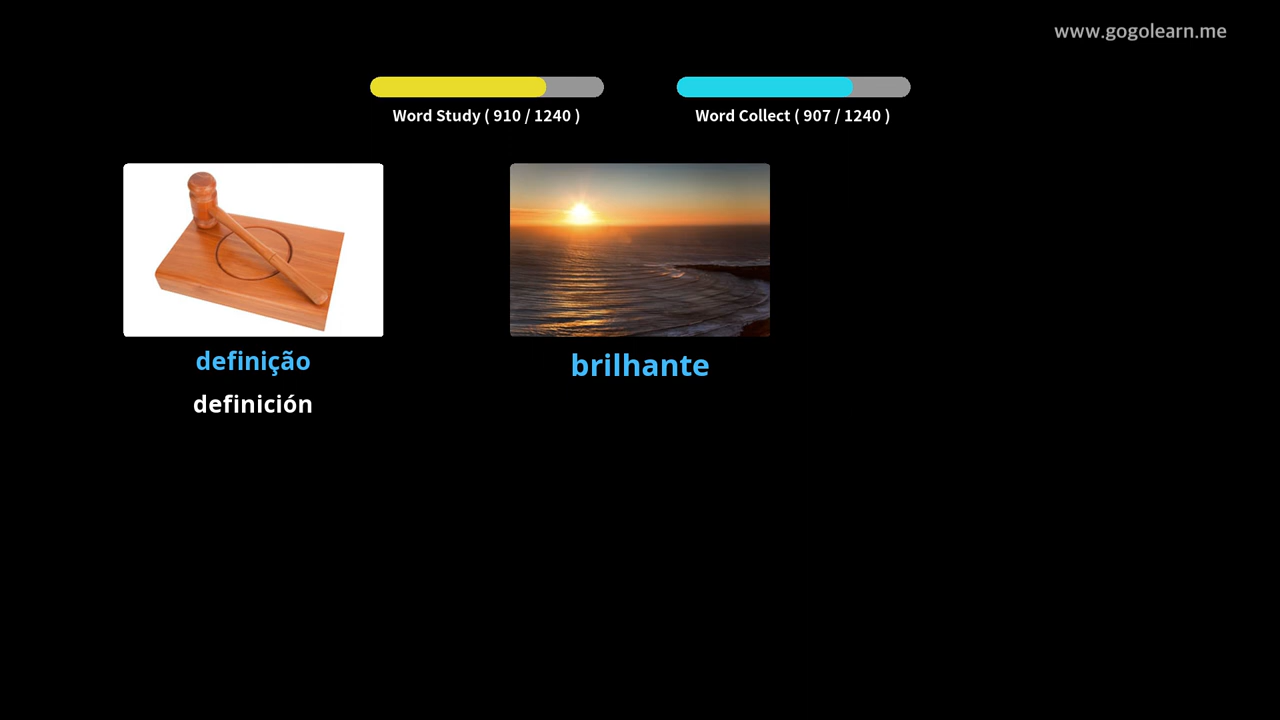 www.gogolearn.me
Word Study ( 910 / 1240 )
Word Collect ( 907 / 1240 )
definição
definición
brilhante